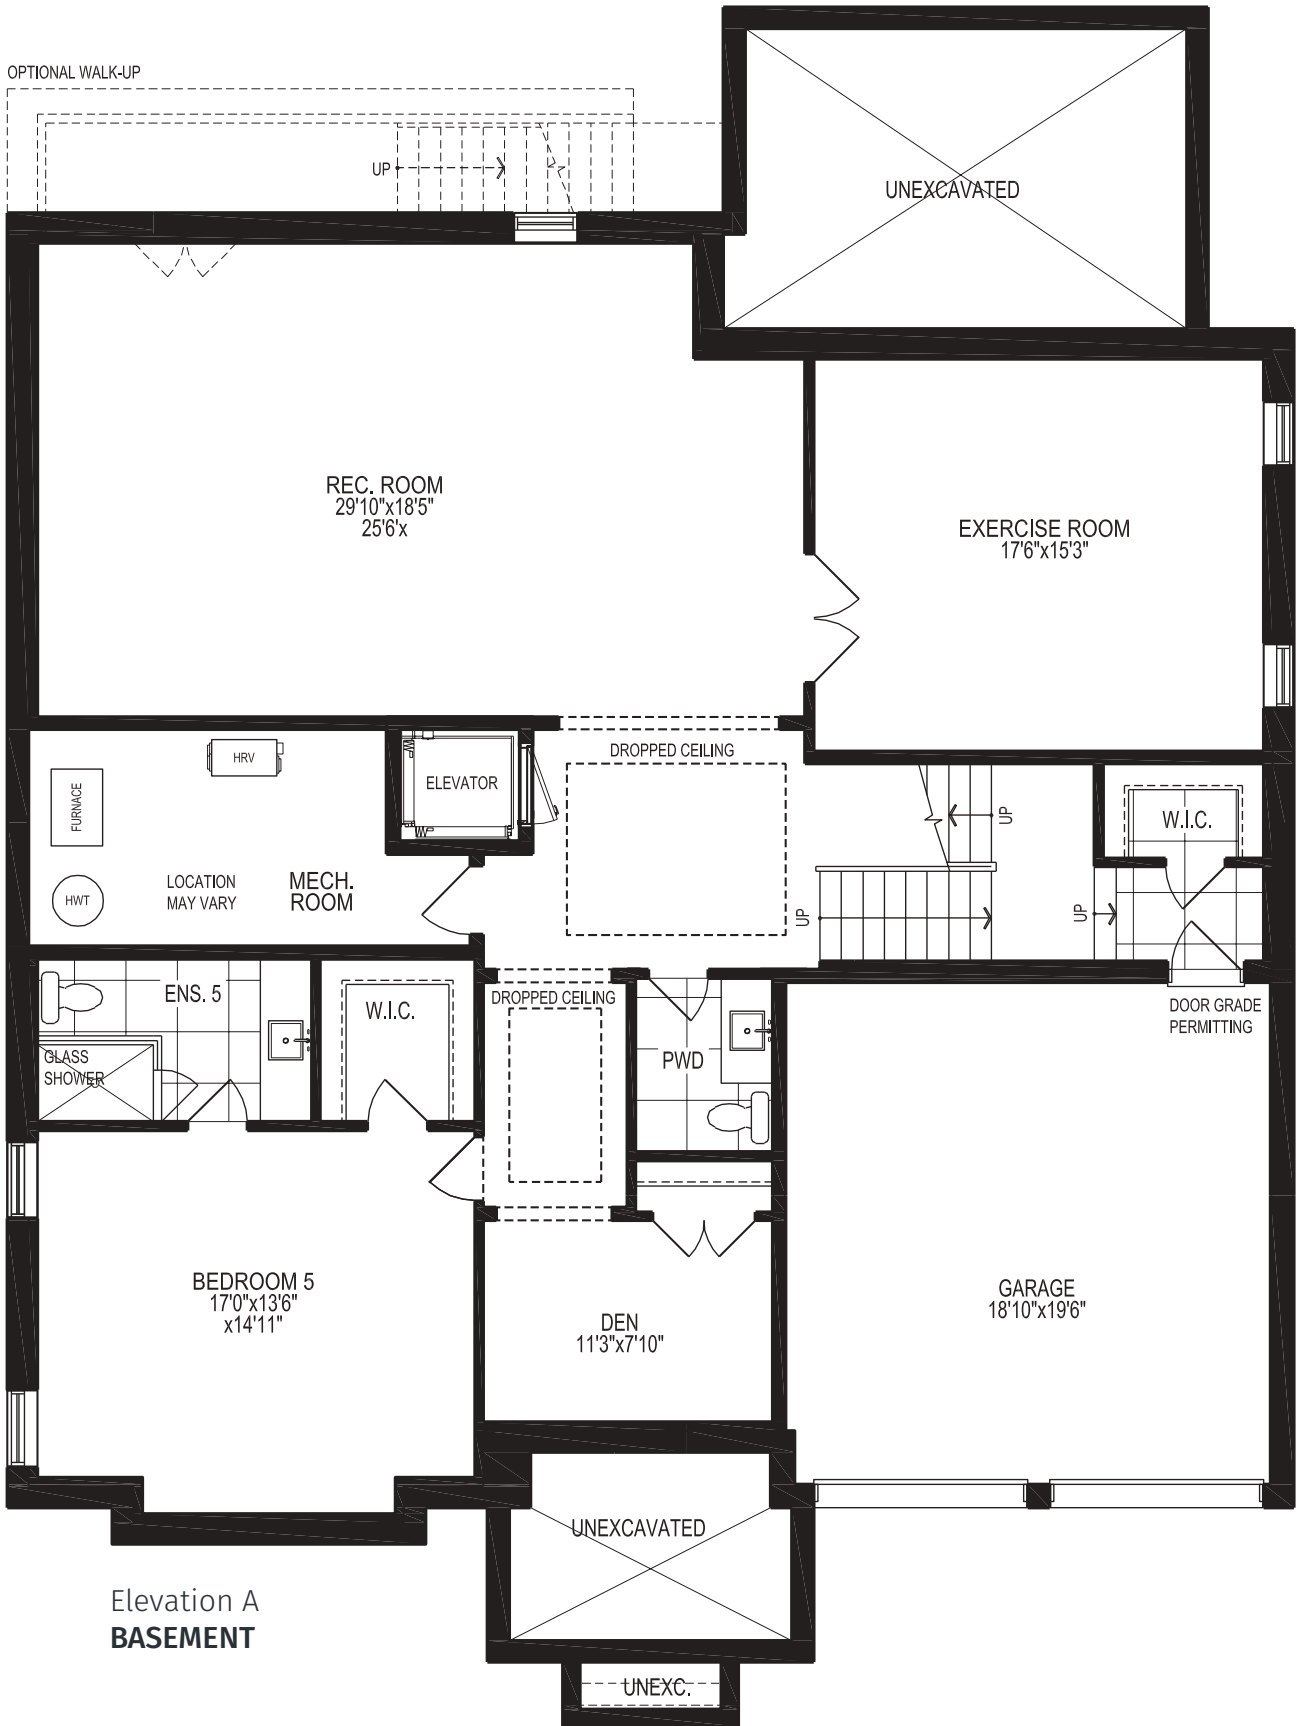 OPTIONAL WALK-UP
UP
UNEXCAVATED
REC. ROOM
29'10"x18'5"
25'6'x
EXERCISE ROOM
17'6"x15'3"
DROPPED CEILING
HRV
ELEVATOR
FURNACE
UP
W.I.C.
LOCATION
MAY VARY
MECH.
ROOM
HWT
UP
UP
ENS. 5
W.I.C.
DROPPED CEILING
DOOR GRADE
PERMITTING
GLASS
SHOWER
PWD
BEDROOM 5
17'0"x13'6"
x14'11"
DEN
11'3"x7'10"
GARAGE
18'10"x19'6"
UNEXCAVATED
Elevation A
BASEMENT
UNEXC.